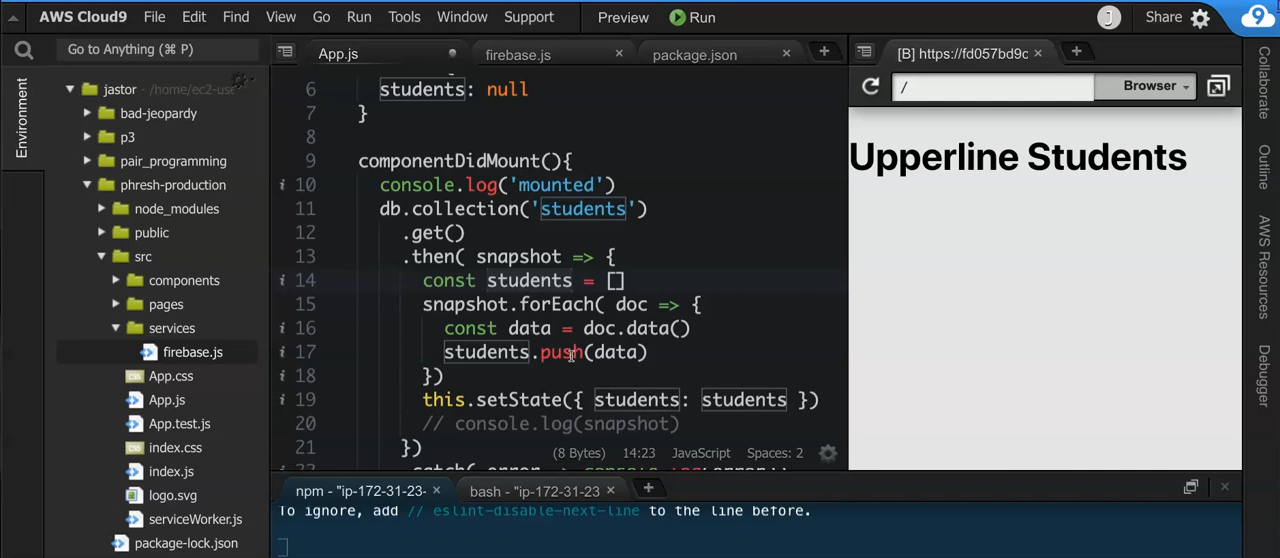 AWS Cloud9 File Edit Find View Go Run Tools Window Support Preview Run J Share 9
Go to Anything (⌘ P)
App.js firebase.js × package.json × +
[B] https://fd057bd9c × +
/ Browser
Environment
jastor - /home/ec2-use
bad-jeopardy
p3
pair_programming
phresh-production
node_modules
public
src
components
pages
services
firebase.js
App.css
App.js
App.test.js
index.css
index.js
logo.svg
serviceWorker.js
package-lock.json
6 students: null
7 }
8
9 componentDidMount(){
10 console.log('mounted')
11 db.collection('students')
12 .get()
13 .then( snapshot => {
14 const students = []
15 snapshot.forEach( doc => {
16 const data = doc.data()
17 students.push(data)
18 })
19 this.setState({ students: students })
20 // console.log(snapshot)
21 })
(8 Bytes) 14:23 JavaScript Spaces: 2
Upperline Students
Collaborate
Outline
AWS Resources
Debugger
npm - "ip-172-31-23- × bash - "ip-172-31-23 × +
To ignore, add // eslint-disable-next-line to the line before.